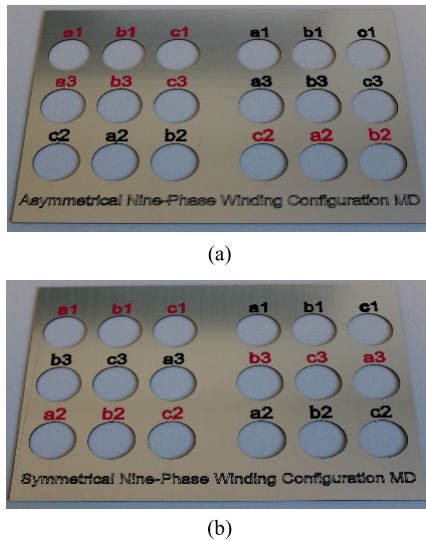 a1 b1 c1 a1 b1 c1
a3 b3 c3 a3 b3 c3
c2 a2 b2 c2 a2 b2
Asymmetrical Nine-Phase Winding Configuration MD
(a)
a1 b1 c1 a1 b1 c1
b3 c3 a3 b3 c3 a3
a2 b2 c2 a2 b2 c2
Symmetrical Nine-Phase Winding Configuration MD
(b)